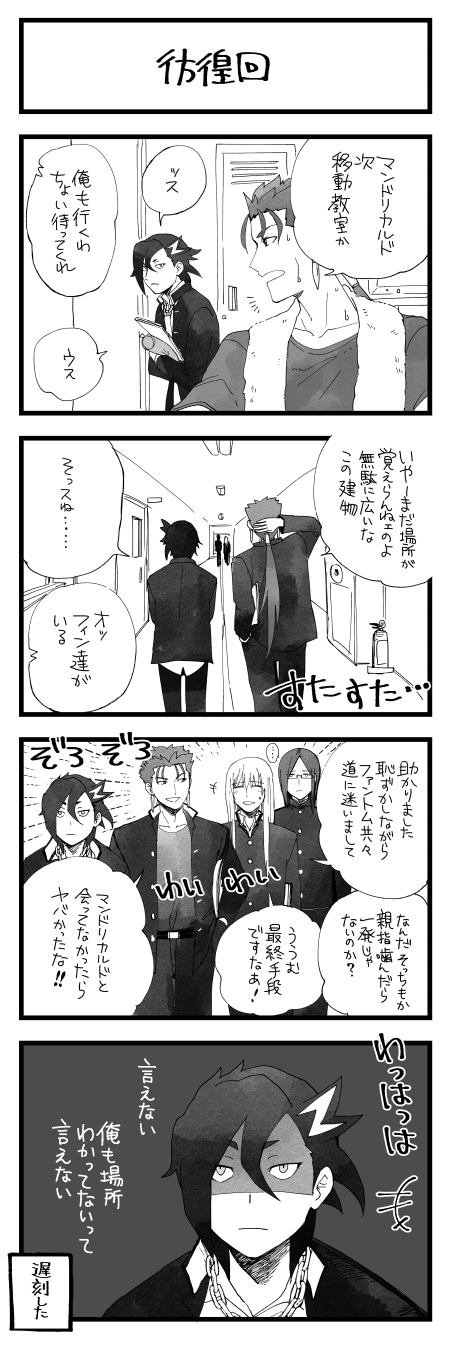 彷徨回
マンドリカルド
次
移動教室か
ッス
俺も行くわ
ちょい待ってくれ
ウス
いやーまだ場所が
覚えらんねェのよ
無駄に広いな
この建物
そっスね……
オッ
フィン達が
いる
すたすた…
助かりました
恥ずかしながら
ファントム共々
道に迷いまして
…
ぞろ
ぞろ
なんだそっちもか
親指噛んだら
一発じゃ
ないのか?
わい
わい
ううむ
最終手段
ですなあ!
マンドリカルドと
会ってなかったら
ヤバかったな!!
わっはっは
言えない
俺も場所
わかってないって
言えない
遅刻した